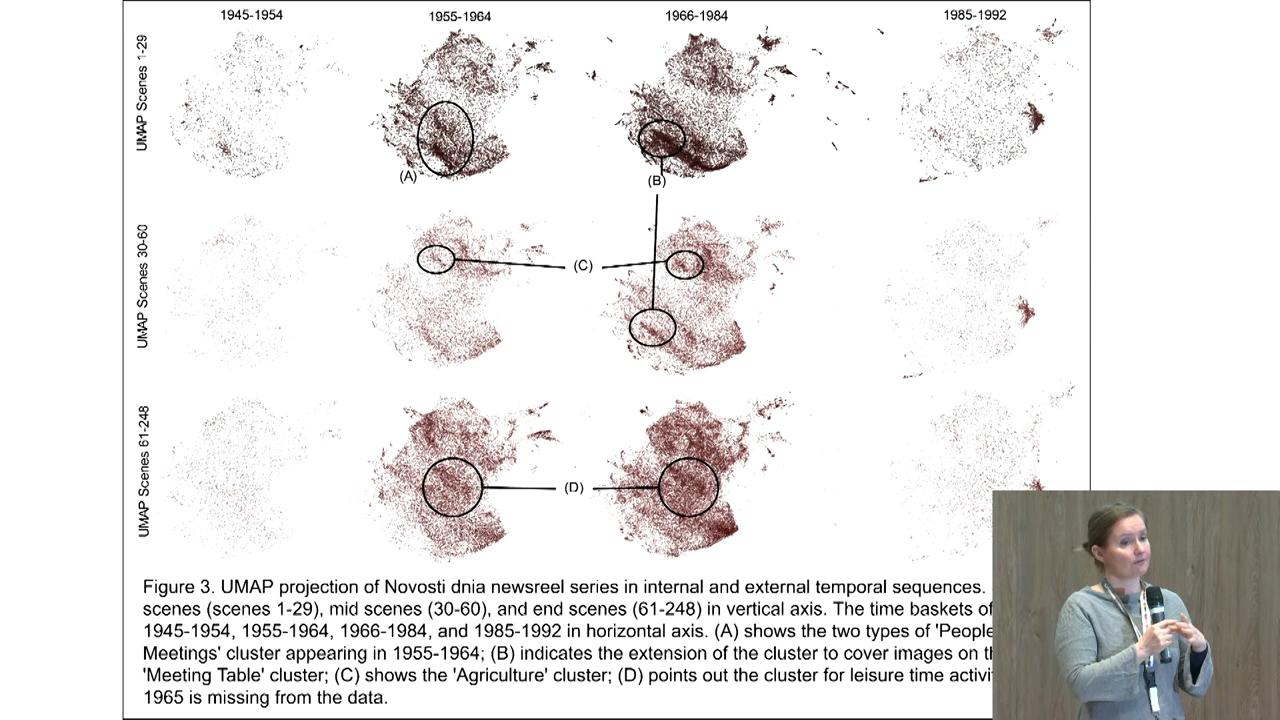 1945-1954 1955-1964 1966-1984 1985-1992
UMAP Scenes 1-29
(A)
(B)
UMAP Scenes 30-60
(C)
UMAP Scenes 61-248
(D)
Figure 3. UMAP projection of Novosti dnia newsreel series in internal and external temporal sequences.
scenes (scenes 1-29), mid scenes (30-60), and end scenes (61-248) in vertical axis. The time baskets of
1945-1954, 1955-1964, 1966-1984, and 1985-1992 in horizontal axis. (A) shows the two types of 'People
Meetings' cluster appearing in 1955-1964; (B) indicates the extension of the cluster to cover images on
'Meeting Table' cluster; (C) shows the 'Agriculture' cluster; (D) points out the cluster for leisure time
1965 is missing from the data.